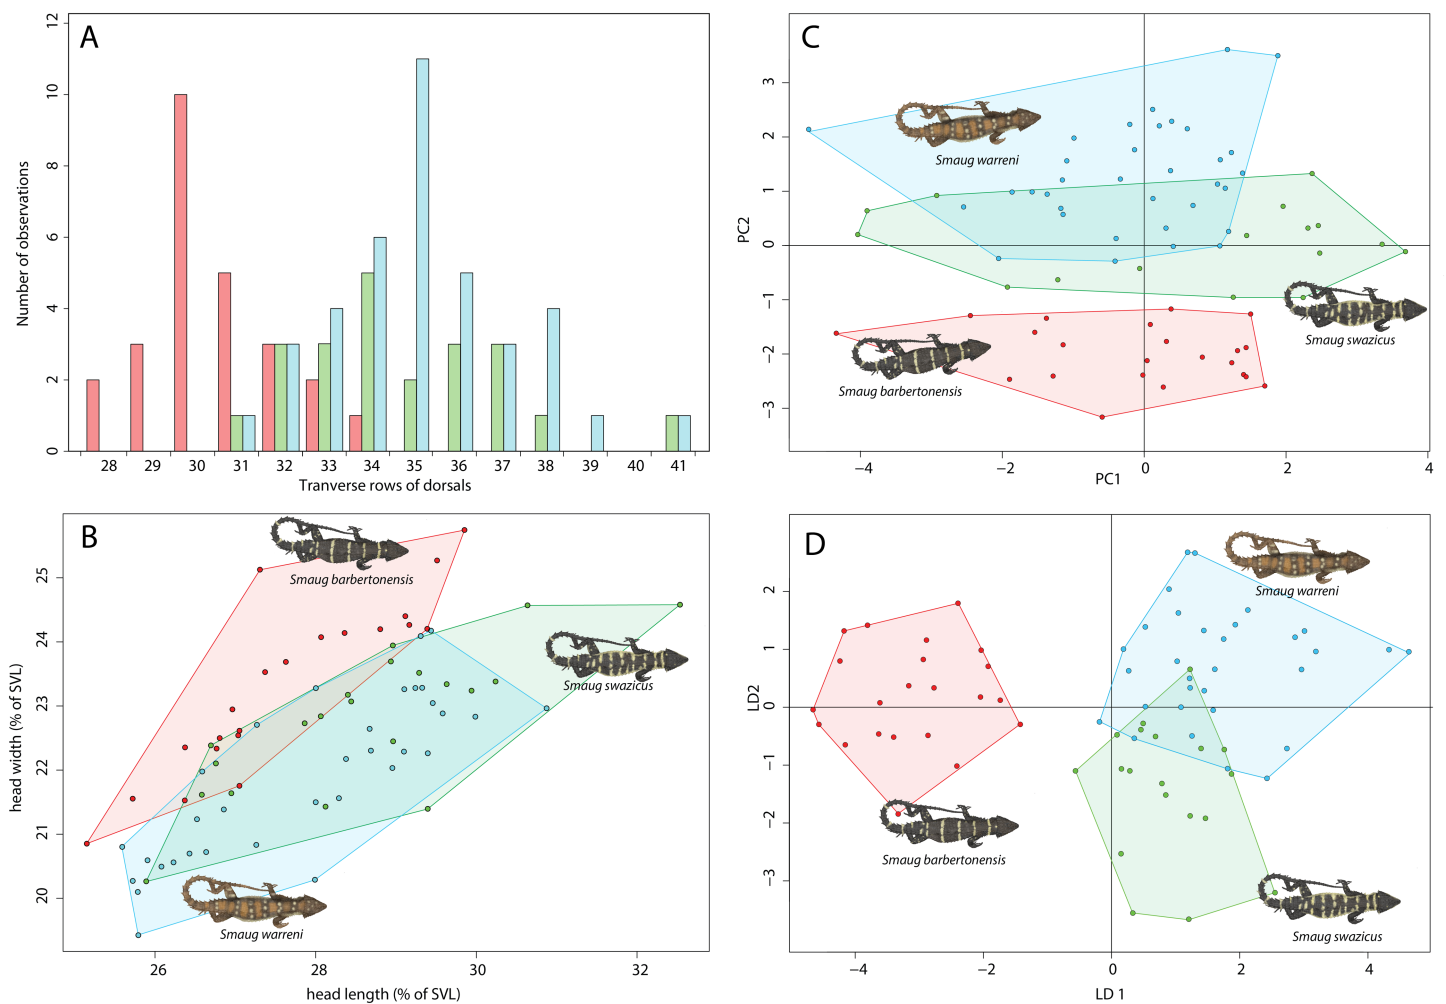 A
12
10
8
6
4
2
0
Number of observations
28 29 30 31 32 33 34 35 36 37 38 39 40 41
Tranverse rows of dorsals
C
3
2
1
0
−1
−2
−3
PC2
Smaug warreni
Smaug swazicus
Smaug barbertonensis
−4 −2 0 2 4
PC1
B
25
24
23
22
21
20
head width (% of SVL)
Smaug barbertonensis
Smaug swazicus
Smaug warreni
26 28 30 32
head length (% of SVL)
D
2
1
0
−1
−2
−3
LD2
Smaug warreni
Smaug barbertonensis
Smaug swazicus
−4 −2 0 2 4
LD 1